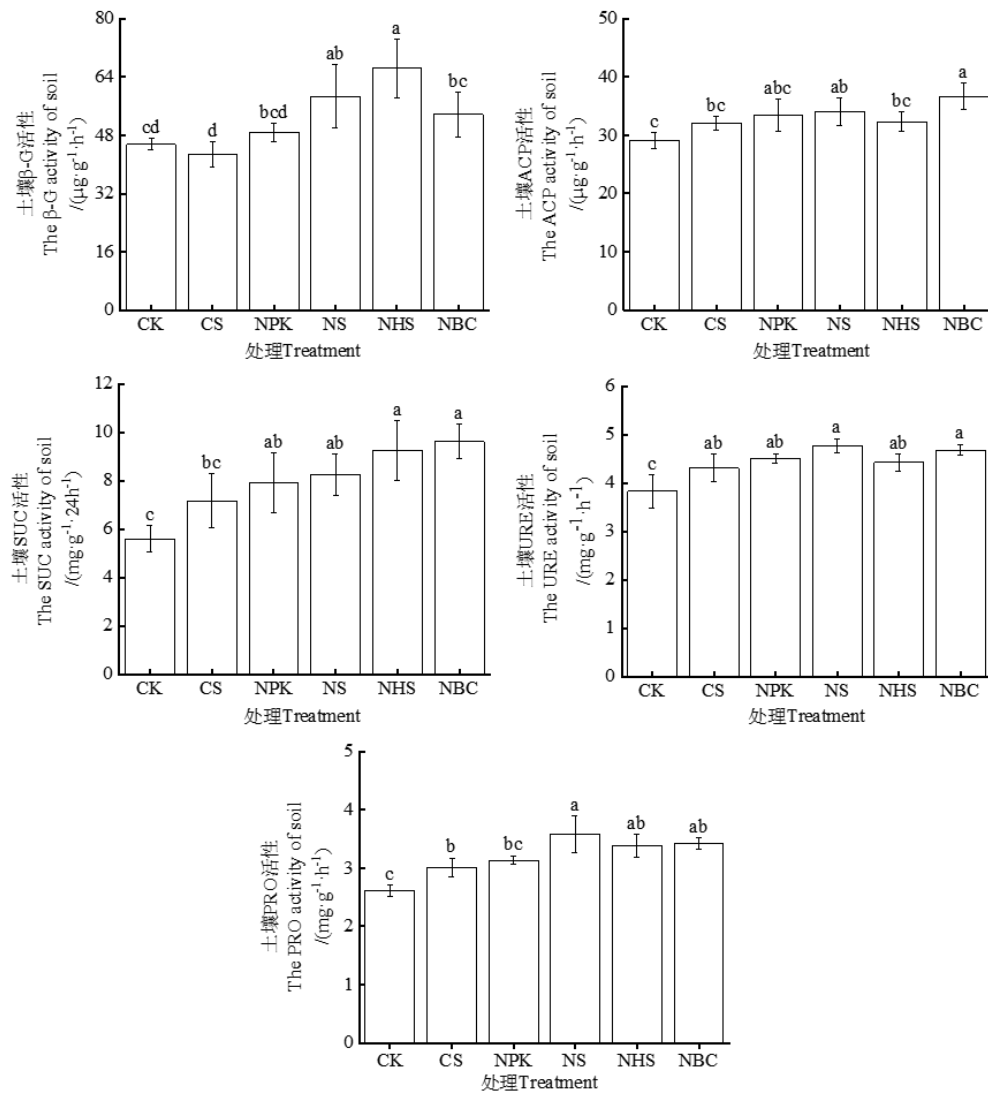 土壤β-G活性
The β-G activity of soil
/(μg·g⁻¹·h⁻¹)
80
64
48
32
16
0
cd
d
bcd
ab
a
bc
CK CS NPK NS NHS NBC
处理Treatment
土壤ACP活性
The ACP activity of soil
/(μg·g⁻¹·h⁻¹)
50
40
30
20
10
0
c
bc
abc
ab
bc
a
CK CS NPK NS NHS NBC
处理Treatment
土壤SUC活性
The SUC activity of soil
/(mg·g⁻¹·24h⁻¹)
12
10
8
6
4
2
0
c
bc
ab
ab
a
a
CK CS NPK NS NHS NBC
处理Treatment
土壤URE活性
The URE activity of soil
/(mg·g⁻¹·h⁻¹)
6
5
4
3
2
1
0
c
ab
ab
a
ab
a
CK CS NPK NS NHS NBC
处理Treatment
土壤PRO活性
The PRO activity of soil
/(mg·g⁻¹·h⁻¹)
5
4
3
2
1
0
c
b
bc
a
ab
ab
CK CS NPK NS NHS NBC
处理Treatment